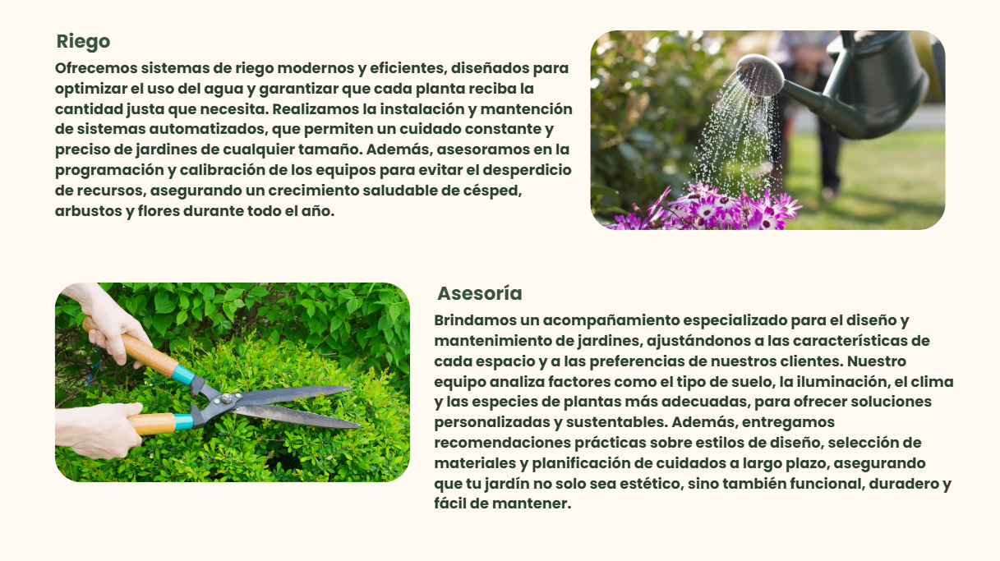 Riego
Ofrecemos sistemas de riego modernos y eficientes, diseñados para
optimizar el uso del agua y garantizar que cada planta reciba la
cantidad justa que necesita. Realizamos la instalación y mantención
de sistemas automatizados, que permiten un cuidado constante y
preciso de jardines de cualquier tamaño. Además, asesoramos en la
programación y calibración de los equipos para evitar el desperdicio
de recursos, asegurando un crecimiento saludable de césped,
arbustos y flores durante todo el año.
Asesoría
Brindamos un acompañamiento especializado para el diseño y
mantenimiento de jardines, ajustándonos a las características de
cada espacio y a las preferencias de nuestros clientes. Nuestro
equipo analiza factores como el tipo de suelo, la iluminación, el clima
y las especies de plantas más adecuadas, para ofrecer soluciones
personalizadas y sustentables. Además, entregamos
recomendaciones prácticas sobre estilos de diseño, selección de
materiales y planificación de cuidados a largo plazo, asegurando
que tu jardín no solo sea estético, sino también funcional, duradero y
fácil de mantener.